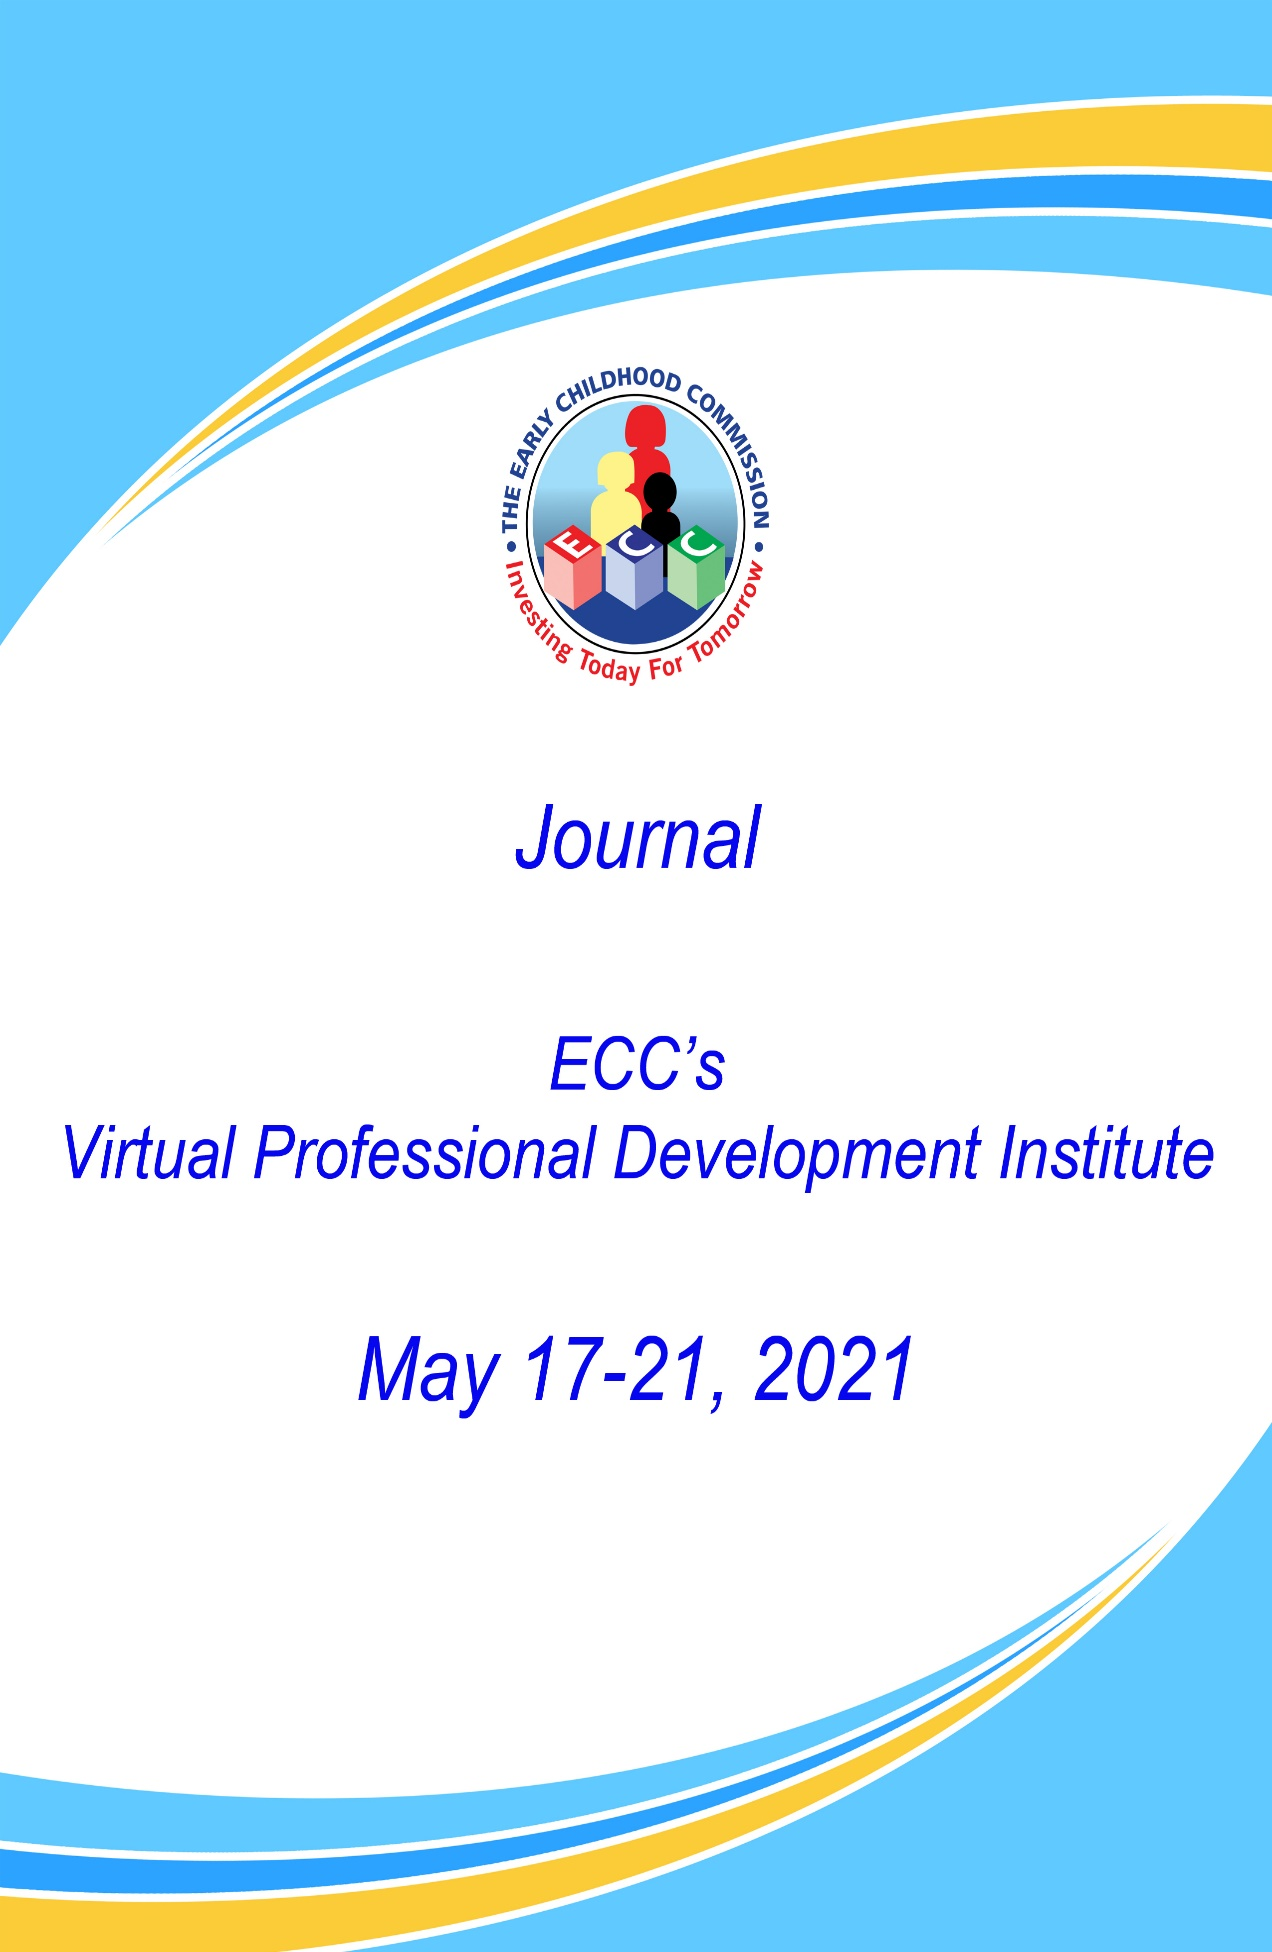 THE EARLY CHILDHOOD COMMISSION
E C C
• Investing Today For Tomorrow •
Journal
ECC’s
Virtual Professional Development Institute
May 17-21, 2021